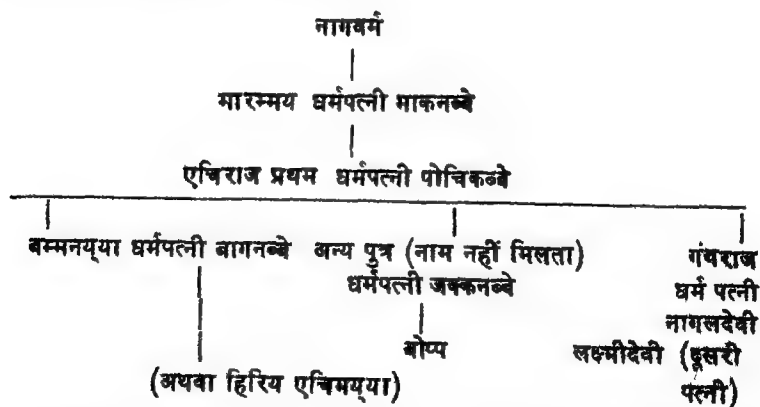 नागवर्म
मारम्मय धर्मपत्नी माकनब्बे
एचिराज प्रथम धर्मपत्नी पोचिकब्बे
बम्मनय्या धर्मपत्नी बागनब्बे अन्य पुत्र (नाम नहीं मिलता) गंथराज
धर्मपत्नी जक्कनब्बे धर्म पत्नी
नागलदेवी
बोप्प लक्ष्मीदेवी (दूसरी
(अथवा हिरिय एचिमय्या) पत्नी)